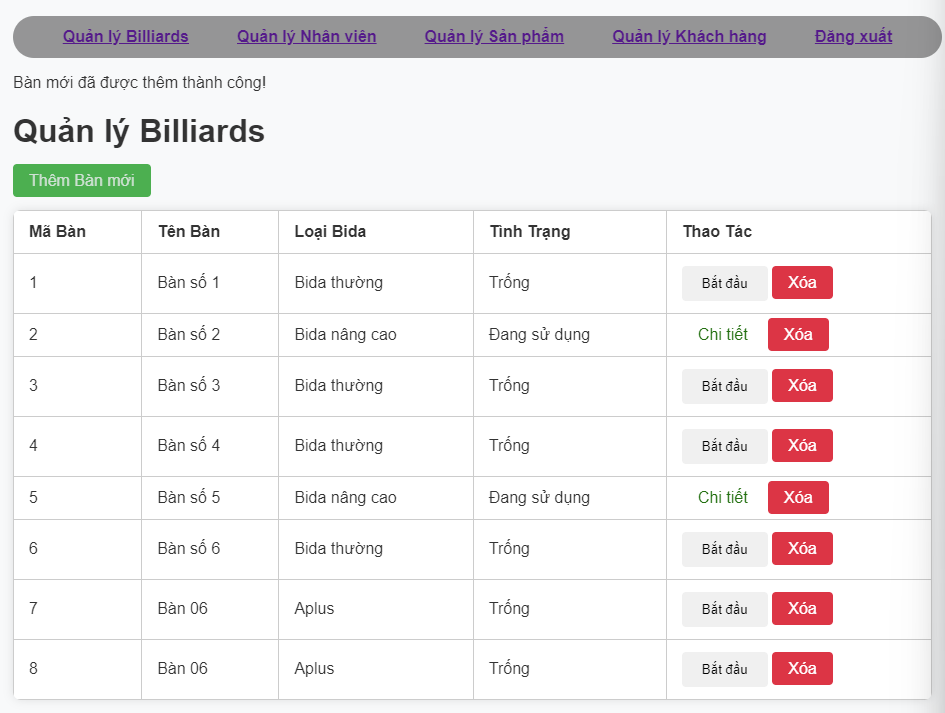 Quản lý Billiards Quản lý Nhân viên Quản lý Sản phẩm Quản lý Khách hàng Đăng xuất
Bàn mới đã được thêm thành công!
Quản lý Billiards
Thêm Bàn mới
Mã Bàn Tên Bàn Loại Bida Tình Trạng Thao Tác
1 Bàn số 1 Bida thường Trống Bắt đầu Xóa
2 Bàn số 2 Bida nâng cao Đang sử dụng Chi tiết Xóa
3 Bàn số 3 Bida thường Trống Bắt đầu Xóa
4 Bàn số 4 Bida thường Trống Bắt đầu Xóa
5 Bàn số 5 Bida nâng cao Đang sử dụng Chi tiết Xóa
6 Bàn số 6 Bida thường Trống Bắt đầu Xóa
7 Bàn 06 Aplus Trống Bắt đầu Xóa
8 Bàn 06 Aplus Trống Bắt đầu Xóa